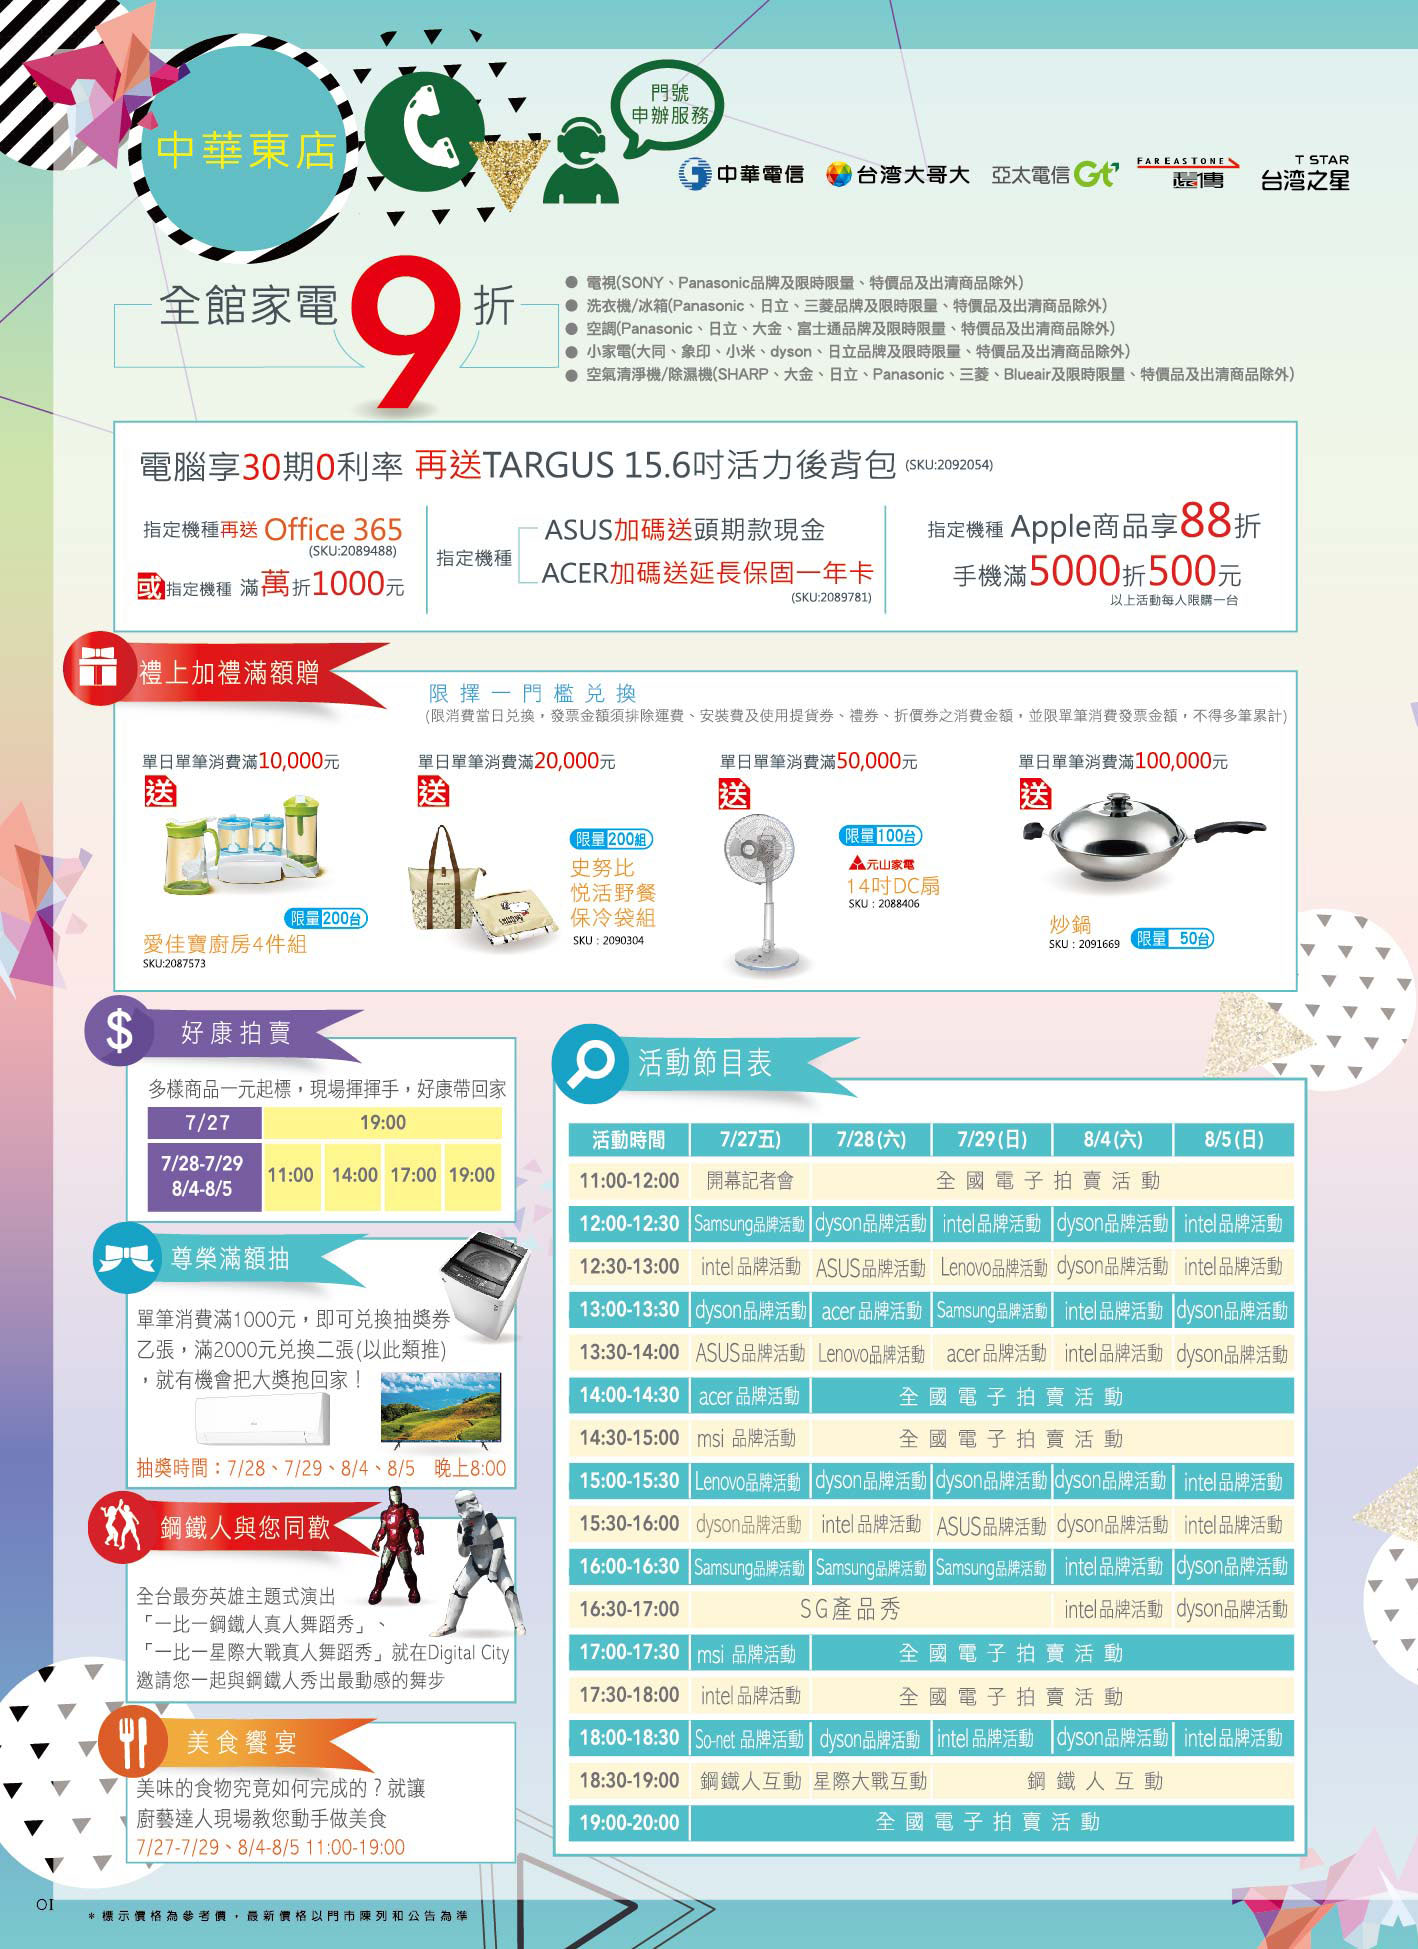 中華東店
門號
申辦服務
中華電信
台湾大哥大
亞太電信 Gt
FAREASTONE
遠傳
T STAR
台湾之星
全館家電9折
● 電視(SONY、Panasonic品牌及限時限量、特價品及出清商品除外)
● 洗衣機/冰箱(Panasonic、日立、三菱品牌及限時限量、特價品及出清商品除外)
● 空調(Panasonic、日立、大金、富士通品牌及限時限量、特價品及出清商品除外)
● 小家電(大同、象印、小米、dyson、日立品牌及限時限量、特價品及出清商品除外)
● 空氣清淨機/除濕機(SHARP、大金、日立、Panasonic、三菱、Blueair及限時限量、特價品及出清商品除外)
電腦享30期0利率 再送TARGUS 15.6吋活力後背包 (SKU:2092054)
指定機種再送 Office 365
(SKU:2089488)
或 指定機種 滿萬折1000元
指定機種
ASUS加碼送頭期款現金
ACER加碼送延長保固一年卡
(SKU:2089781)
指定機種 Apple商品享88折
手機滿5000折500元
以上活動每人限購一台
禮上加禮滿額贈
限擇一門檻兌換
(限消費當日兌換，發票金額須排除運費、安裝費及使用提貨券、禮券、折價券之消費金額，並限單筆消費發票金額，不得多筆累計)
單日單筆消費滿10,000元
送
限量200台
愛佳寶廚房4件組
SKU:2087573
單日單筆消費滿20,000元
送
限量200組
史努比
悦活野餐
保冷袋組
SKU：2090304
單日單筆消費滿50,000元
送
限量100台
元山家電
14吋DC扇
SKU：2088406
單日單筆消費滿100,000元
送
炒鍋
SKU：2091669
限量 50台
$ 好康拍賣
多樣商品一元起標，現場揮揮手，好康帶回家
7/27 19:00
7/28-7/29
8/4-8/5
11:00 14:00 17:00 19:00
尊榮滿額抽
單筆消費滿1000元，即可兌換抽獎券
乙張，滿2000元兌換二張(以此類推)
，就有機會把大獎抱回家！
抽獎時間：7/28、7/29、8/4、8/5 晚上8:00
鋼鐵人與您同歡
全台最夯英雄主題式演出
「一比一鋼鐵人真人舞蹈秀」、
「一比一星際大戰真人舞蹈秀」就在Digital City
邀請您一起與鋼鐵人秀出最動感的舞步
美食饗宴
美味的食物究竟如何完成的？就讓
廚藝達人現場教您動手做美食
7/27-7/29、8/4-8/5 11:00-19:00
活動節目表
活動時間 7/27五) 7/28(六) 7/29(日) 8/4(六) 8/5(日)
11:00-12:00 開幕記者會 全國電子拍賣活動
12:00-12:30 Samsung品牌活動 dyson品牌活動 intel品牌活動 dyson品牌活動 intel品牌活動
12:30-13:00 intel品牌活動 ASUS品牌活動 Lenovo品牌活動 dyson品牌活動 intel品牌活動
13:00-13:30 dyson品牌活動 acer品牌活動 Samsung品牌活動 intel品牌活動 dyson品牌活動
13:30-14:00 ASUS品牌活動 Lenovo品牌活動 acer品牌活動 intel品牌活動 dyson品牌活動
14:00-14:30 acer品牌活動 全國電子拍賣活動
14:30-15:00 msi 品牌活動 全國電子拍賣活動
15:00-15:30 Lenovo品牌活動 dyson品牌活動 dyson品牌活動 dyson品牌活動 intel品牌活動
15:30-16:00 dyson品牌活動 intel品牌活動 ASUS品牌活動 dyson品牌活動 intel品牌活動
16:00-16:30 Samsung品牌活動 Samsung品牌活動 Samsung品牌活動 intel品牌活動 dyson品牌活動
16:30-17:00 SG產品秀 intel品牌活動 dyson品牌活動
17:00-17:30 msi 品牌活動 全國電子拍賣活動
17:30-18:00 intel品牌活動 全國電子拍賣活動
18:00-18:30 So-net 品牌活動 dyson品牌活動 intel品牌活動 dyson品牌活動 intel品牌活動
18:30-19:00 鋼鐵人互動 星際大戰互動 鋼鐵人互動
19:00-20:00 全國電子拍賣活動
01
＊標示價格為參考價，最新價格以門市陳列和公告為準